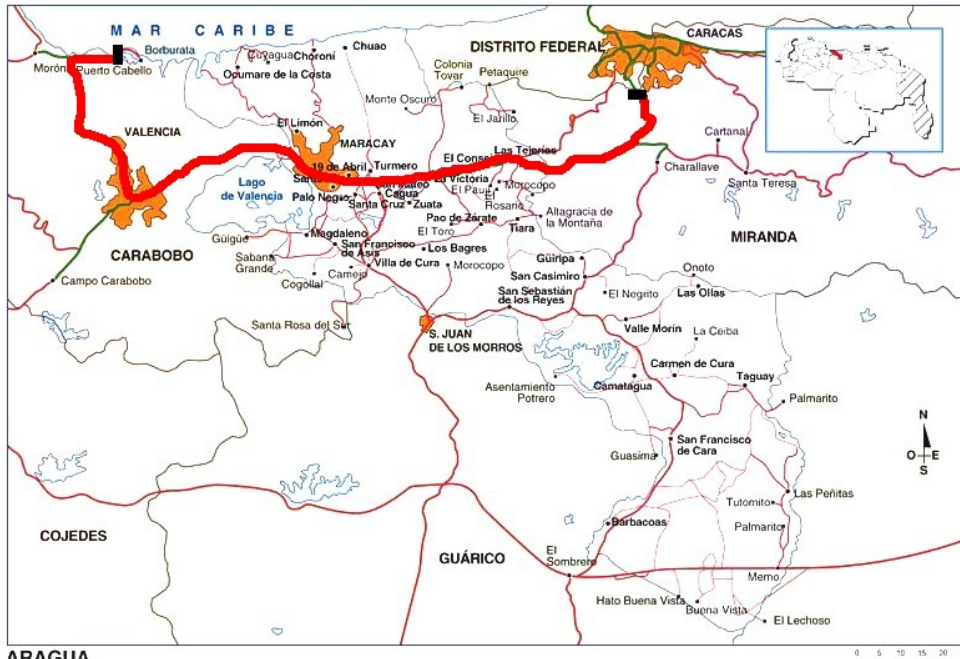 MAR CARIBE
CARACAS
DISTRITO FEDERAL
Borburata
Chuao
Cuyagua
Choroní
Morón
Puerto Cabello
Ocumare de la Costa
Colonia
Tovar
Petaquire
Monte Oscuro
El Jarillo
El Limón
VALENCIA
MARACAY
Cartanal
Las Tejerías
19 de Abril
Turmero
Charallave
Santa Teresa
Lago
de Valencia
La Victoria
Palo Negro
Cagua
Santa Cruz
Zuata
El Pauji
El
Rosario
Morocopo
Pao de Zárate
El Toro
Tiara
Altagracia de
la Montaña
Güigüe
Magdaleno
MIRANDA
CARABOBO
San Francisco
de Asís
Los Bagres
Sabana
Grande
Villa de Cura
Morocopo
Güiripa
Camejo
Cogollal
San Casimiro
Onoto
Campo Carabobo
San Sebastián
de los Reyes
El Negrito
Las Ollas
Santa Rosa del Sur
S. JUAN
DE LOS MORROS
Valle Morín
La Ceiba
Carmen de Cura
Asentamiento
Potrero
Camatagua
Taguay
Palmarito
N
O E
S
San Francisco
de Cara
Guasima
Las Peñitas
Tutomito
Barbacoas
Palmarito
COJEDES
GUÁRICO
El
Sombrero
Memo
Hato Buena Vista
Buena Vista
El Lechoso
ARAGUA
0 5 10 15 20